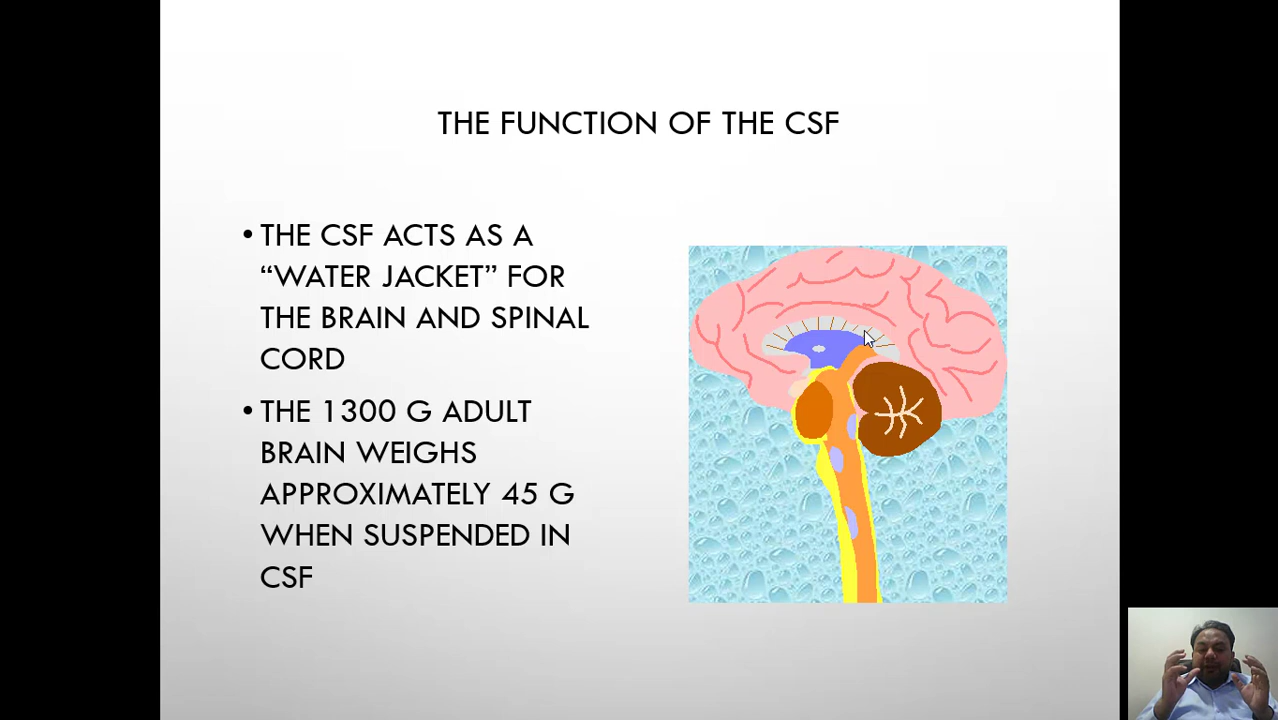 THE FUNCTION OF THE CSF
• THE CSF ACTS AS A
“WATER JACKET” FOR
THE BRAIN AND SPINAL
CORD
• THE 1300 G ADULT
BRAIN WEIGHS
APPROXIMATELY 45 G
WHEN SUSPENDED IN
CSF